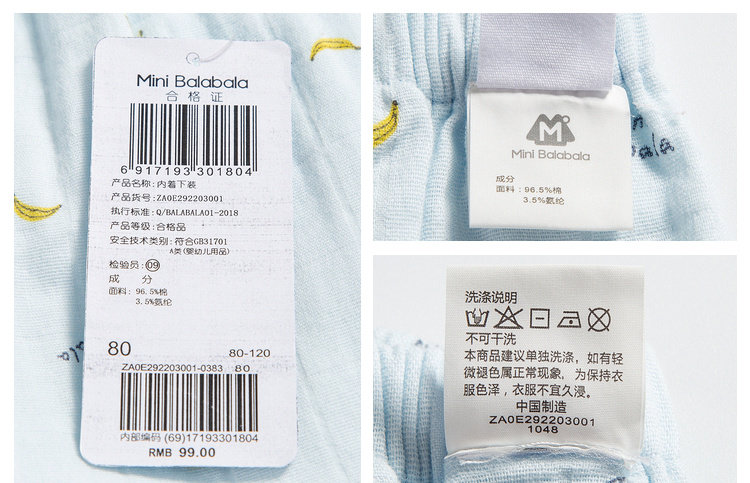 Mini Balabala
合格证
6 917193 301804
产品名称: 内着下装
产品货号: ZA0E292203001
执行标准: Q/BALABALA01-2018
产品等级: 合格品
安全技术类别: 符合GB31701
A类(婴幼儿用品)
检验员: 09
成 分
面料: 96.5%棉
3.5%氨纶
80 80-120
ZA0E292203001-0383 80
内部编码 (69)17193301804
RMB 99.00
Mini Balabala
成分
面料: 96.5%棉
3.5%氨纶
ala
洗涤说明
不可干洗
本商品建议单独洗涤，如有轻
微褪色属正常现象，为保持衣
服色泽，衣服不宜久浸。
中国制造
ZA0E292203001
1048